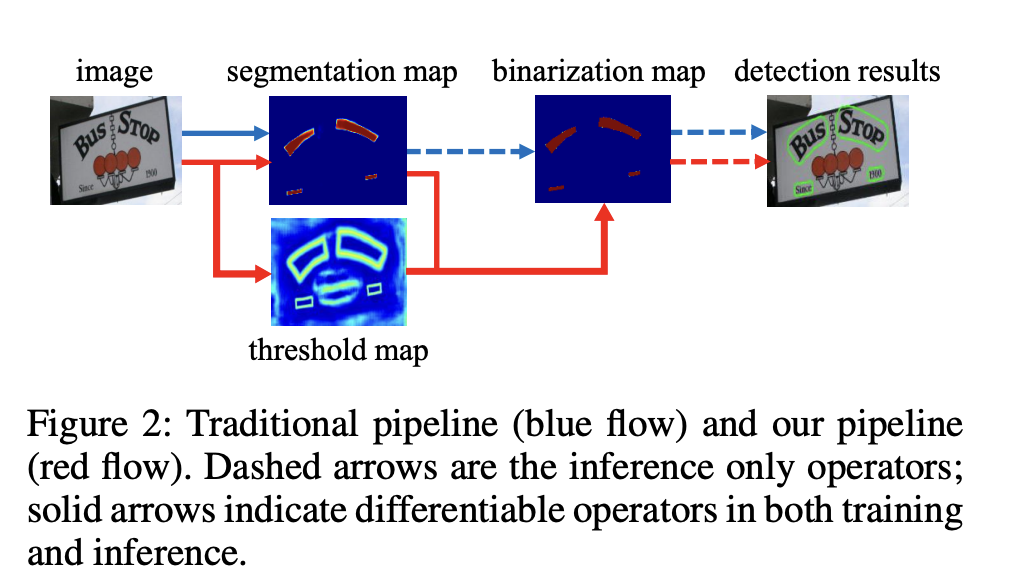 image
segmentation map
binarization map
detection results
Bus STOP
Since
1900
Bus STOP
Since
1900
threshold map
Figure 2: Traditional pipeline (blue flow) and our pipeline
(red flow). Dashed arrows are the inference only operators;
solid arrows indicate differentiable operators in both training
and inference.